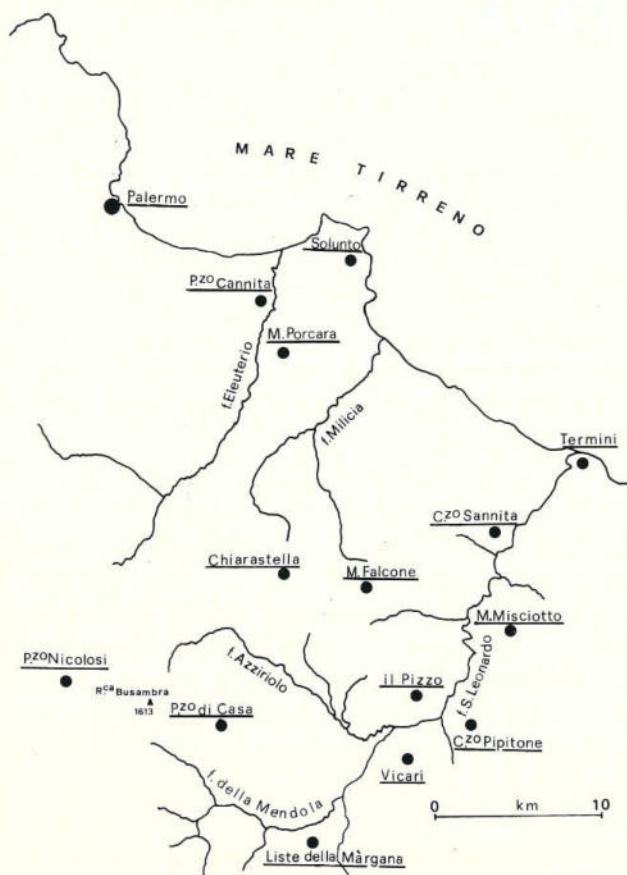 MARE TIRRENO
Palermo
Solunto
P.zo Cannita
M. Porcara
f. Eleuterio
f. Milicia
Termini
C.zo Sannita
Chiarastella
M. Falcone
M. Misciotto
P.zo Nicolosi
R.ca Busambra
1613
f. Azziriolo
P.zo di Casa
il Pizzo
f. S. Leonardo
C.zo Pipitone
Vicari
f. della Mendola
0 km 10
Liste della Màrgana